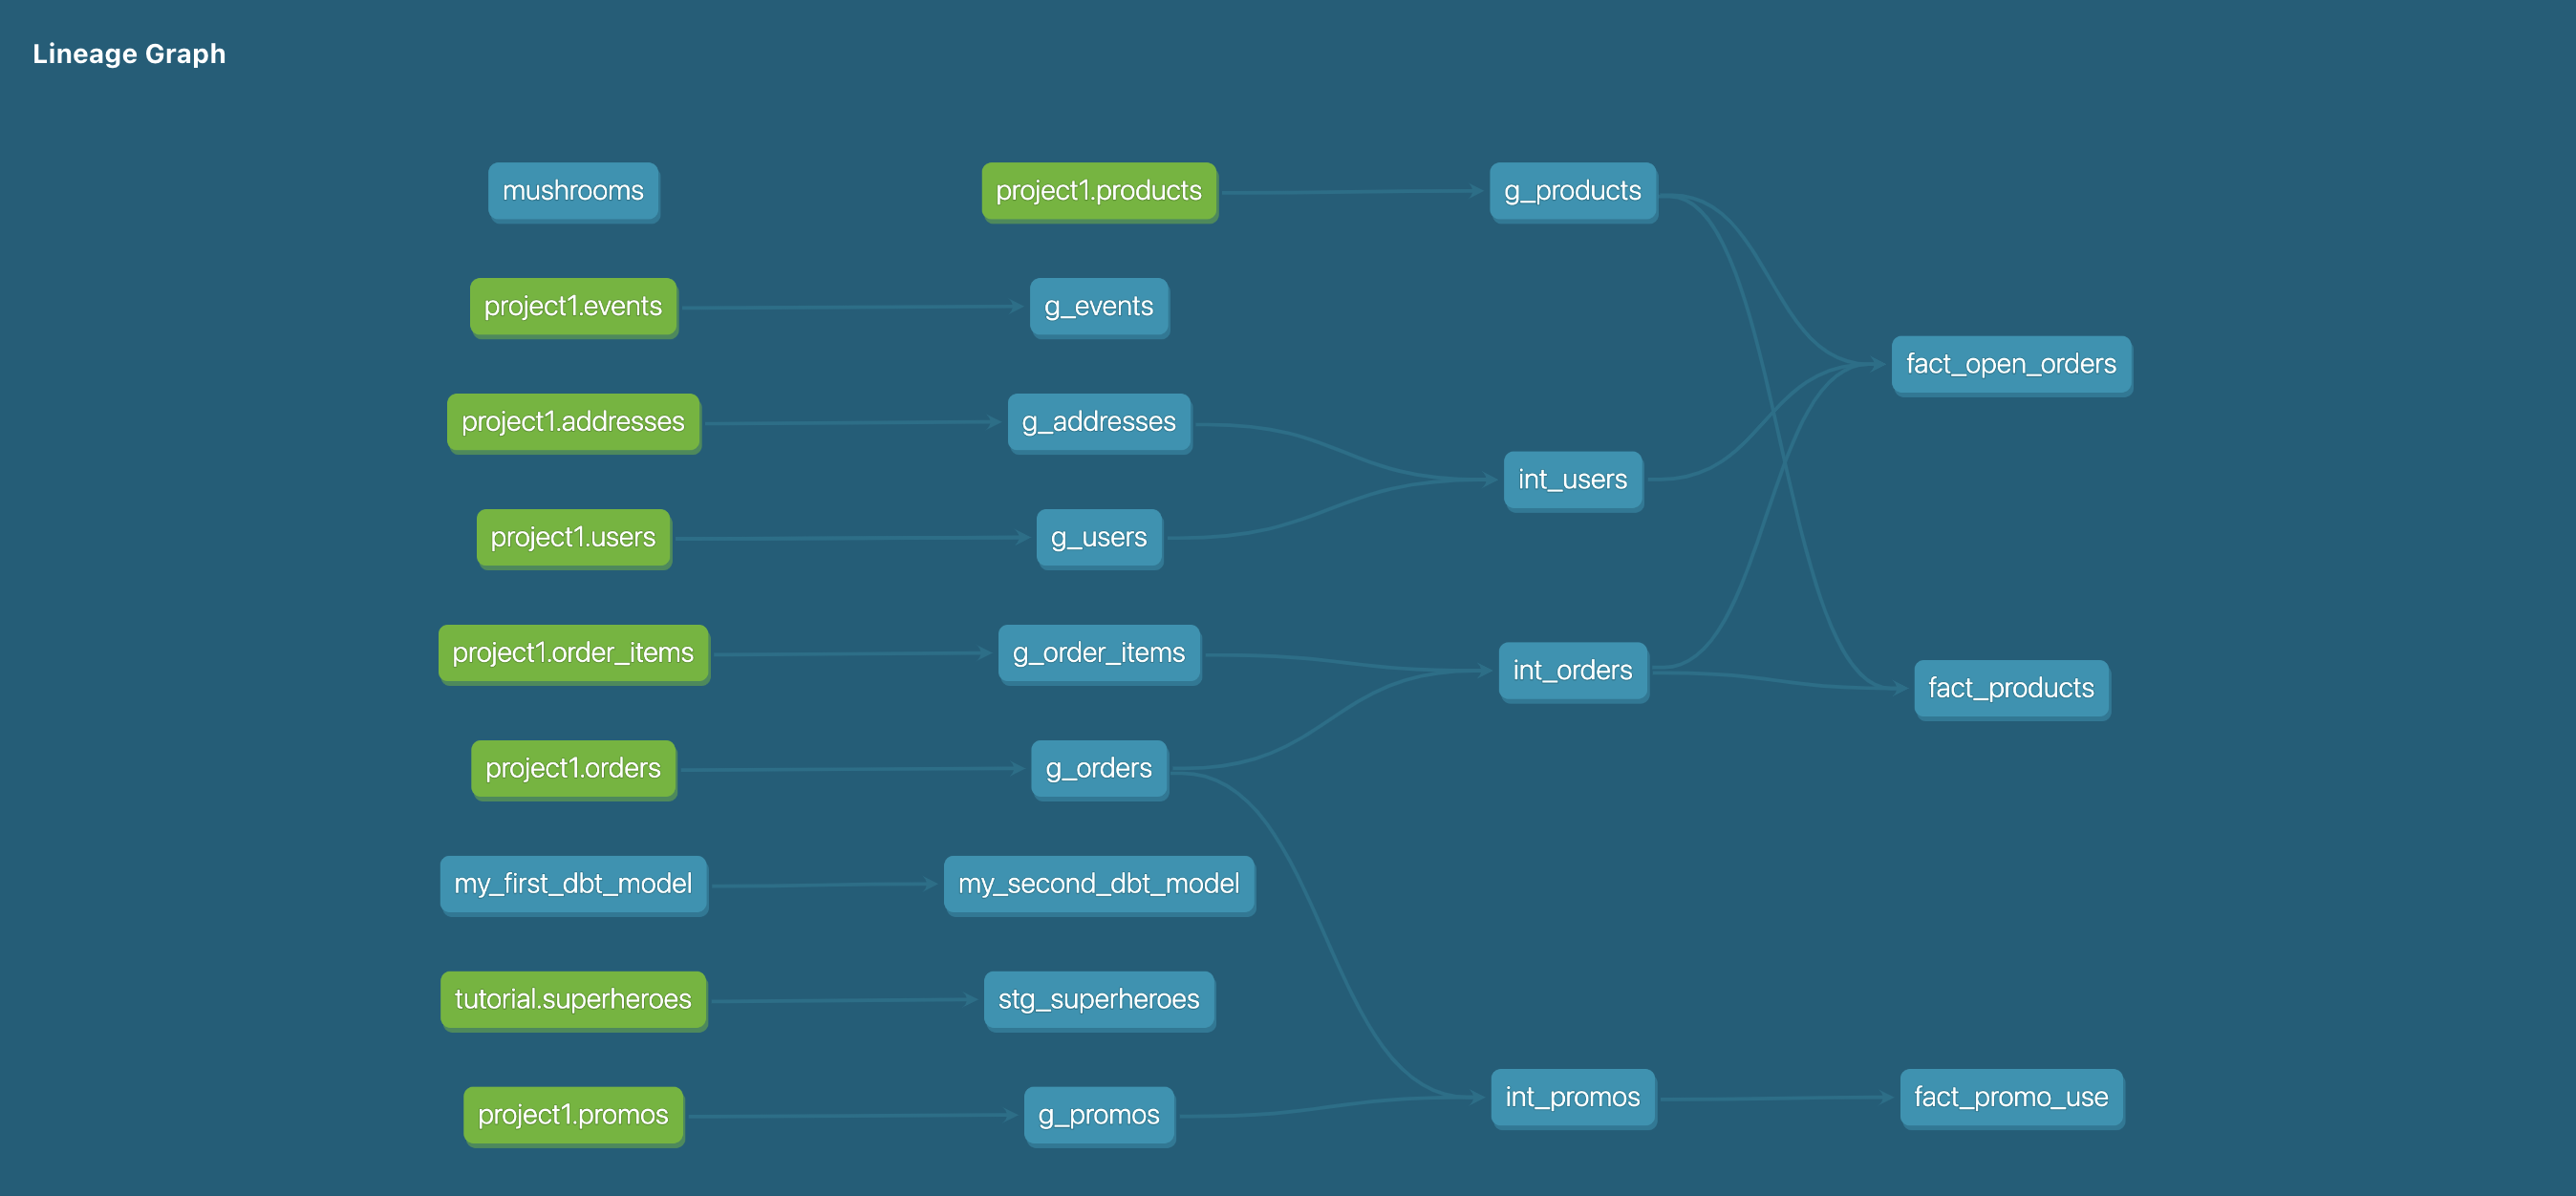 Lineage Graph
mushrooms
project1.products
g_products
project1.events
g_events
fact_open_orders
project1.addresses
g_addresses
int_users
project1.users
g_users
project1.order_items
g_order_items
int_orders
fact_products
project1.orders
g_orders
my_first_dbt_model
my_second_dbt_model
tutorial.superheroes
stg_superheroes
int_promos
fact_promo_use
project1.promos
g_promos